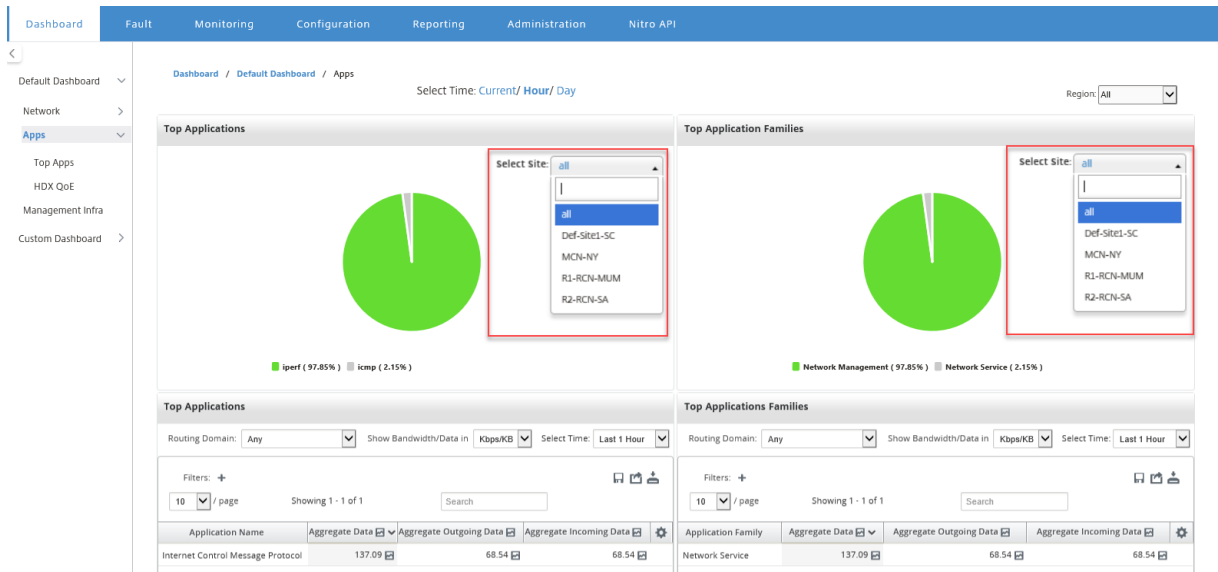 Dashboard Fault Monitoring Configuration Reporting Administration Nitro API
Default Dashboard
Network
Apps
Top Apps
HDX QoE
Management Infra
Custom Dashboard
Dashboard / Default Dashboard / Apps
Select Time: Current/ Hour/ Day
Region: All
Top Applications
Select Site: all
all
Def-Site1-SC
MCN-NY
R1-RCN-MUM
R2-RCN-SA
iperf ( 97.85% ) icmp ( 2.15% )
Top Application Families
Select Site: all
all
Def-Site1-SC
MCN-NY
R1-RCN-MUM
R2-RCN-SA
Network Management ( 97.85% ) Network Service ( 2.15% )
Top Applications
Routing Domain: Any Show Bandwidth/Data in Kbps/KB Select Time: Last 1 Hour
Filters: +
10 / page Showing 1 - 1 of 1 Search
Application Name Aggregate Data Aggregate Outgoing Data Aggregate Incoming Data
Internet Control Message Protocol 137.09 68.54 68.54
Top Applications Families
Routing Domain: Any Show Bandwidth/Data in Kbps/KB Select Time: Last 1 Hour
Filters: +
10 / page Showing 1 - 1 of 1 Search
Application Family Aggregate Data Aggregate Outgoing Data Aggregate Incoming Data
Network Service 137.09 68.54 68.54